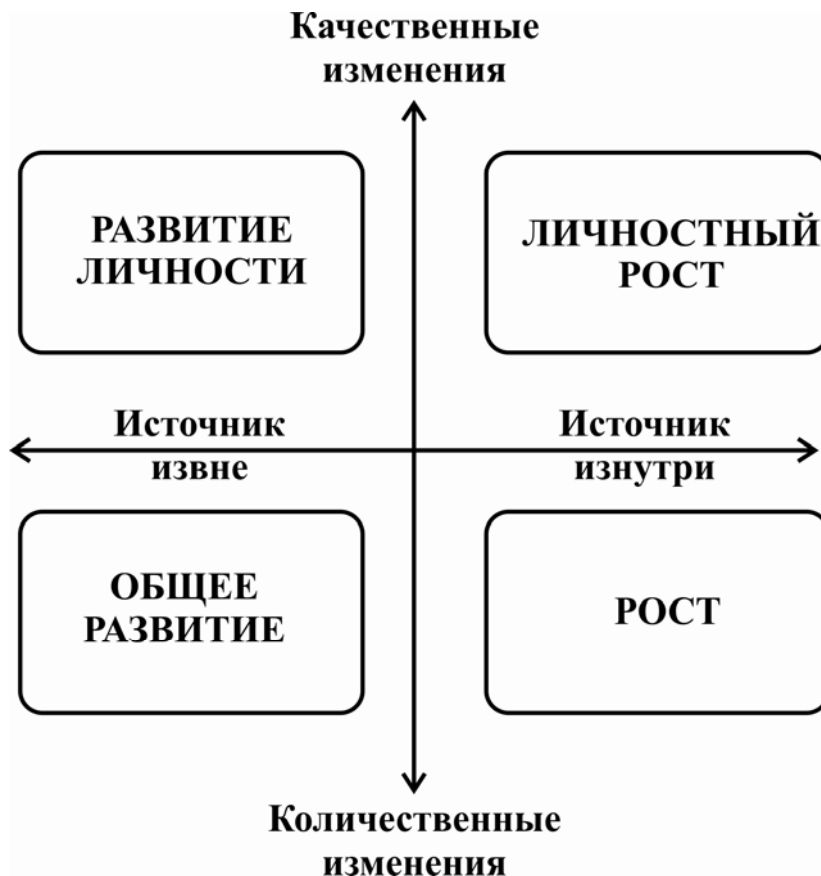 Качественные
изменения
РАЗВИТИЕ
ЛИЧНОСТИ
ЛИЧНОСТНЫЙ
РОСТ
Источник
извне
Источник
изнутри
ОБЩЕЕ
РАЗВИТИЕ
РОСТ
Количественные
изменения